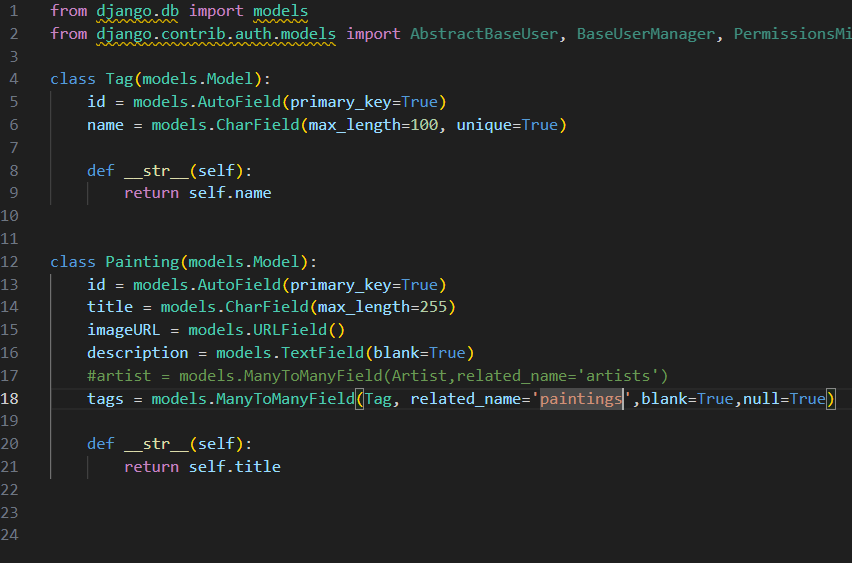 1 from django.db import models
2 from django.contrib.auth.models import AbstractBaseUser, BaseUserManager, PermissionsMi
3
4 class Tag(models.Model):
5     id = models.AutoField(primary_key=True)
6     name = models.CharField(max_length=100, unique=True)
7
8     def __str__(self):
9         return self.name
10
11
12 class Painting(models.Model):
13     id = models.AutoField(primary_key=True)
14     title = models.CharField(max_length=255)
15     imageURL = models.URLField()
16     description = models.TextField(blank=True)
17     #artist = models.ManyToManyField(Artist,related_name='artists')
18     tags = models.ManyToManyField(Tag, related_name='paintings',blank=True,null=True)
19
20     def __str__(self):
21         return self.title
22
23
24